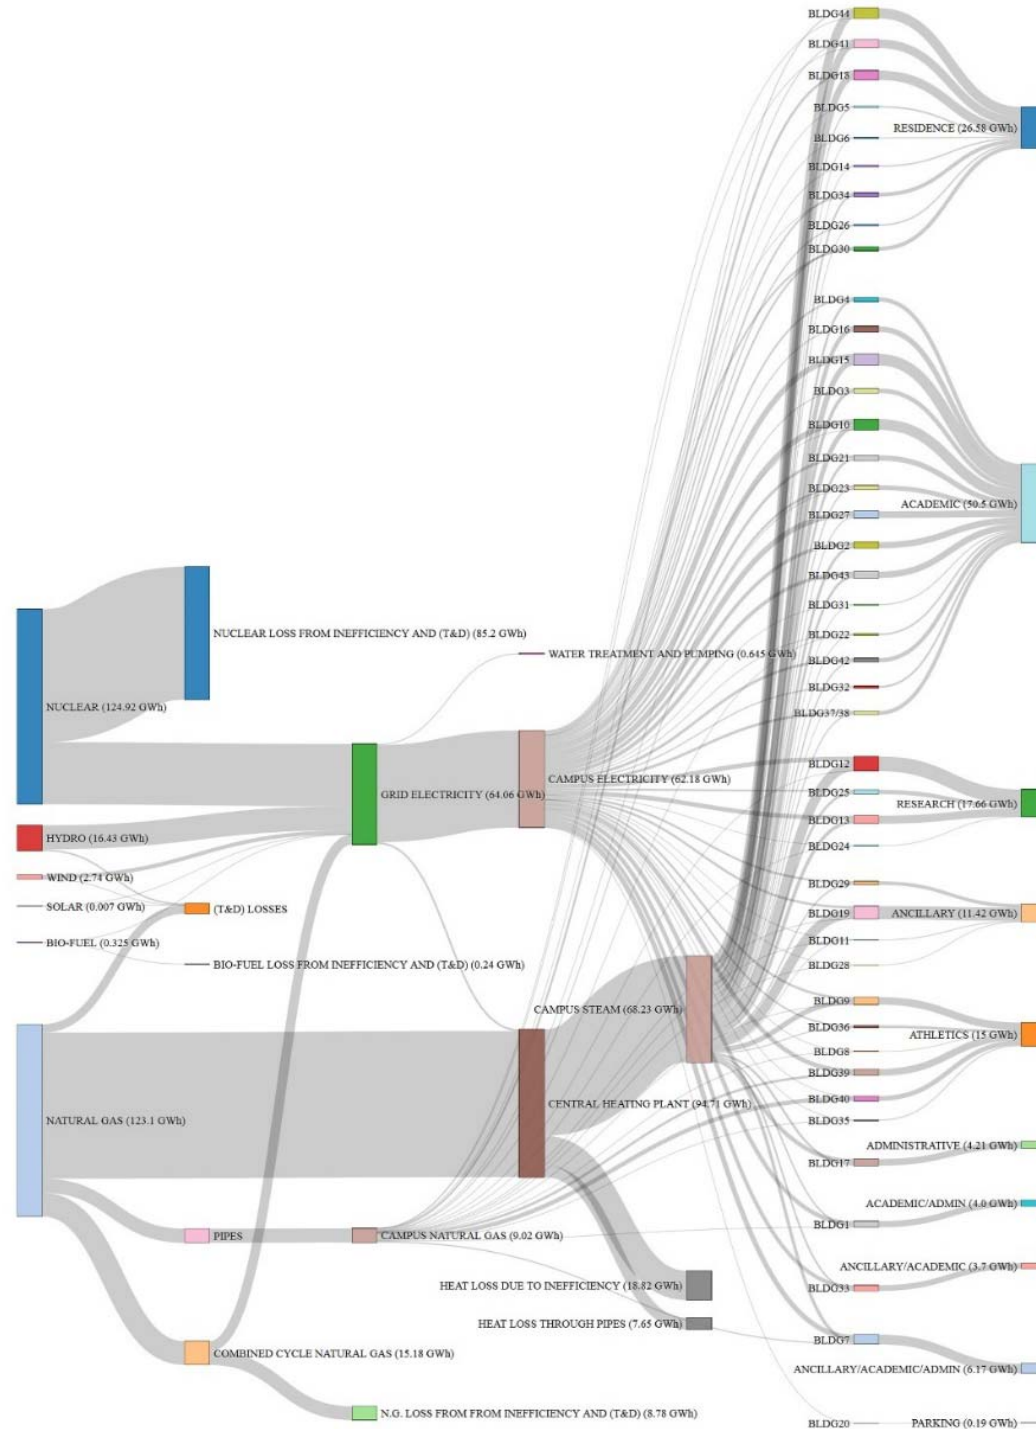 BLDG44
BLDG41
BLDG18
BLDG5
RESIDENCE (26.58 GWh)
BLDG6
BLDG14
BLDG34
BLDG26
BLDG30
BLDG4
BLDG16
BLDG15
BLDG3
BLDG10
BLDG21
BLDG23
ACADEMIC (50.5 GWh)
BLDG27
BLDG2
BLDG43
BLDG31
NUCLEAR LOSS FROM INEFFICIENCY AND (T&D) (85.2 GWh)
BLDG22
WATER TREATMENT AND PUMPING (0.645 GWh)
BLDG42
BLDG32
NUCLEAR (124.92 GWh)
BLDG37/38
BLDG12
CAMPUS ELECTRICITY (62.18 GWh)
BLDG25
GRID ELECTRICITY (64.06 GWh)
RESEARCH (17.66 GWh)
BLDG13
HYDRO (16.43 GWh)
BLDG24
WIND (2.74 GWh)
BLDG29
SOLAR (0.007 GWh)
(T&D) LOSSES
BLDG19
ANCILLARY (11.42 GWh)
BIO-FUEL (0.325 GWh)
BLDG11
BIO-FUEL LOSS FROM INEFFICIENCY AND (T&D) (0.24 GWh)
BLDG28
BLDG9
CAMPUS STEAM (68.23 GWh)
BLDG36
ATHLETICS (15 GWh)
BLDG8
BLDG39
BLDG40
CENTRAL HEATING PLANT (94.71 GWh)
NATURAL GAS (123.1 GWh)
BLDG35
ADMINISTRATIVE (4.21 GWh)
BLDG17
ACADEMIC/ADMIN (4.0 GWh)
BLDG1
PIPES
CAMPUS NATURAL GAS (9.02 GWh)
ANCILLARY/ACADEMIC (3.7 GWh)
HEAT LOSS DUE TO INEFFICIENCY (18.82 GWh)
BLDG33
HEAT LOSS THROUGH PIPES (7.65 GWh)
BLDG7
COMBINED CYCLE NATURAL GAS (15.18 GWh)
ANCILLARY/ACADEMIC/ADMIN (6.17 GWh)
N.G. LOSS FROM FROM INEFFICIENCY AND (T&D) (8.78 GWh)
BLDG20
PARKING (0.19 GWh)